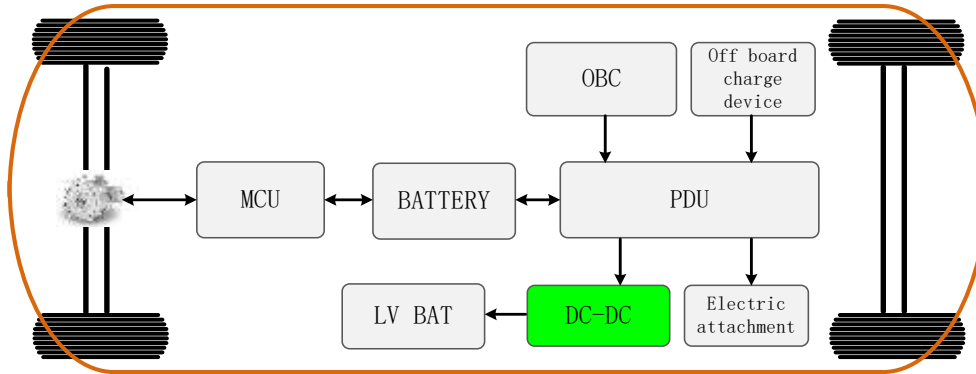 OBC
Off board
charge
device
MCU
BATTERY
PDU
LV BAT
DC-DC
Electric
attachment